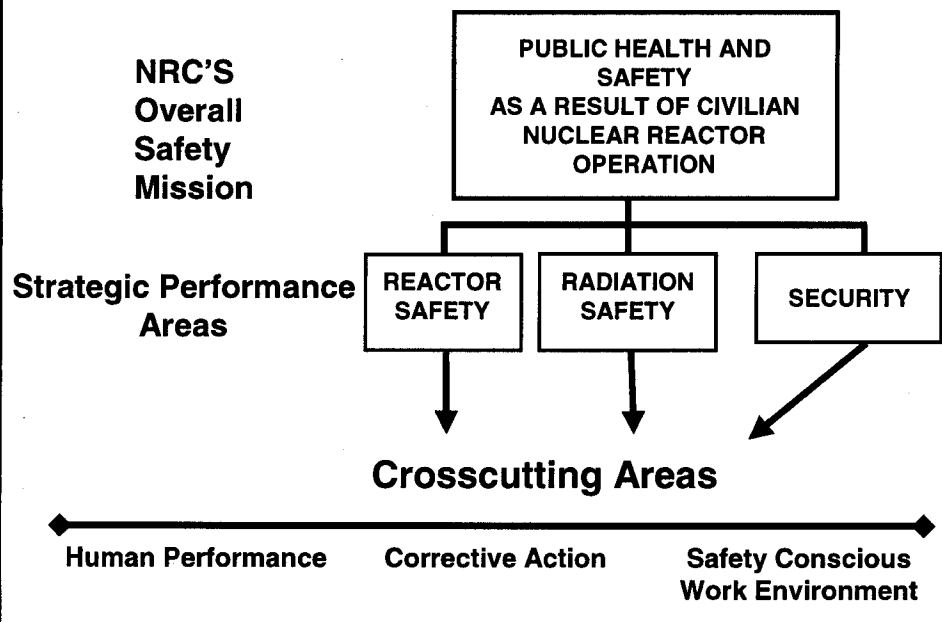 NRC'S
Overall
Safety
Mission
PUBLIC HEALTH AND
SAFETY
AS A RESULT OF CIVILIAN
NUCLEAR REACTOR
OPERATION
Strategic Performance
Areas
REACTOR
SAFETY
RADIATION
SAFETY
SECURITY
Crosscutting Areas
Human Performance
Corrective Action
Safety Conscious
Work Environment